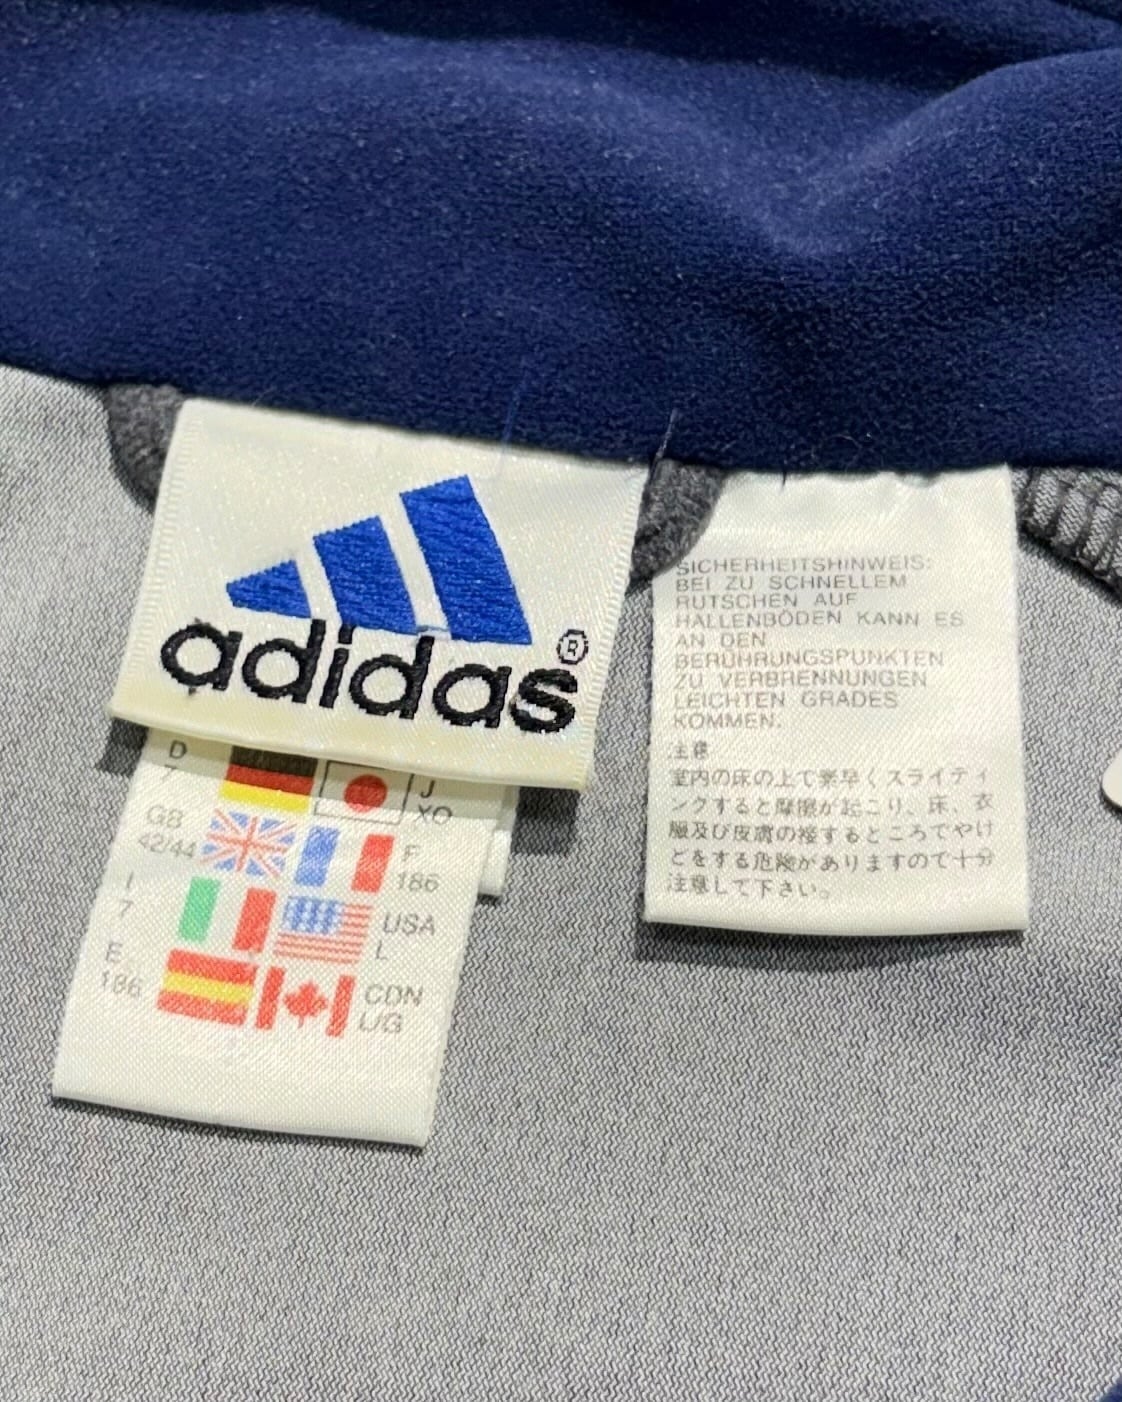 adidas®
D
7
J
XO
GB
42/44
F
186
I
7
USA
L
E
186
CDN
L/G
SICHERHEITSHINWEIS:
BEI ZU SCHNELLEM
RUTSCHEN AUF
HALLENBÖDEN KANN ES
AN DEN
BERÜHRUNGSPUNKTEN
ZU VERBRENNUNGEN
LEICHTEN GRADES
KOMMEN.
注意
室内の床の上で素早くスライティ
ングすると摩擦が起こり、床、衣
服及び皮膚の接するところでやけ
どをする危険がありますので十分
注意して下さい。